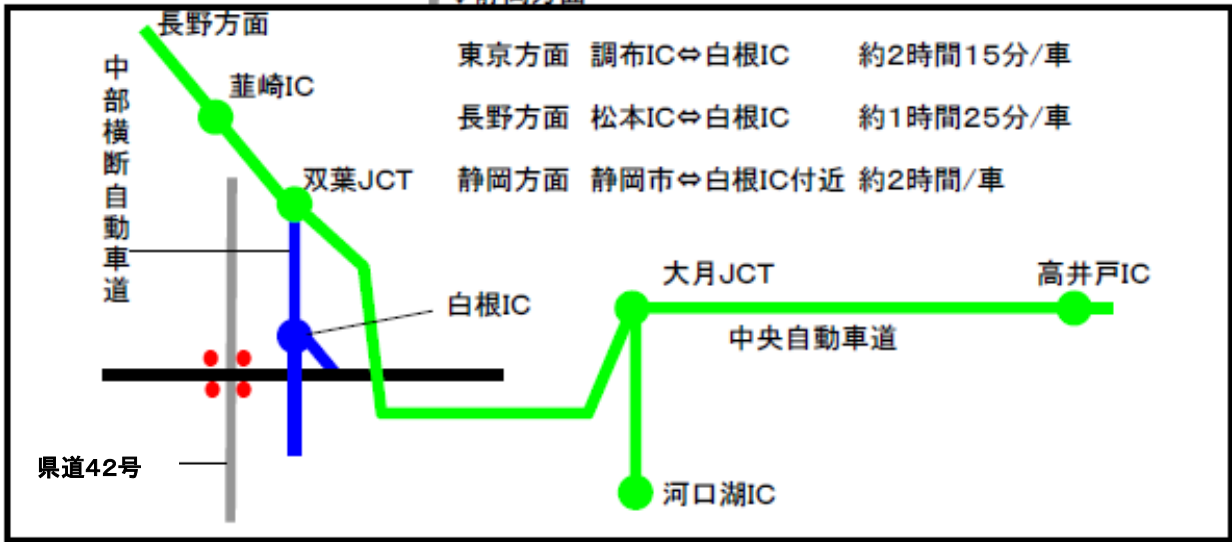 長野方面
中部横断自動車道
韮崎IC
双葉JCT
東京方面 調布IC⇔白根IC 約2時間15分/車
長野方面 松本IC⇔白根IC 約1時間25分/車
静岡方面 静岡市⇔白根IC付近 約2時間/車
大月JCT
高井戸IC
白根IC
中央自動車道
県道42号
河口湖IC